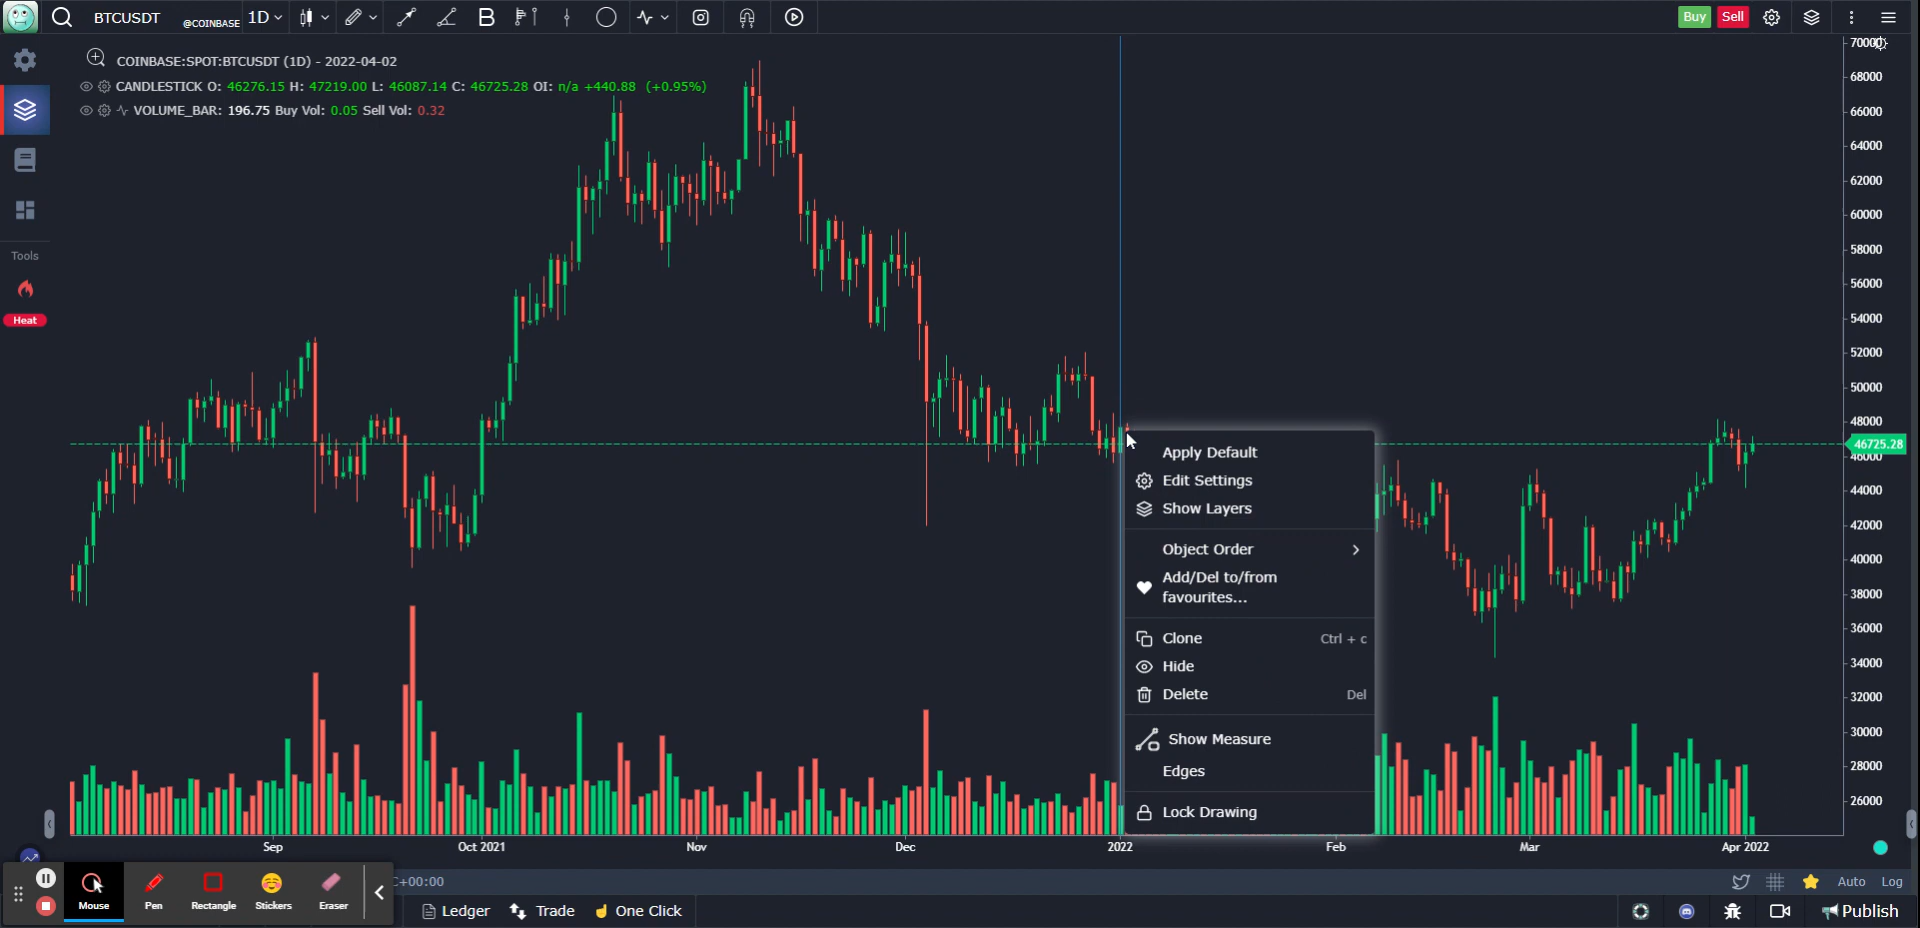 BTCUSDT @COINBASE 1D B Buy Sell
COINBASE:SPOT:BTCUSDT (1D) - 2022-04-02
CANDLESTICK O: 46276.15 H: 47219.00 L: 46087.14 C: 46725.28 OI: n/a +440.88 (+0.95%)
VOLUME_BAR: 196.75 Buy Vol: 0.05 Sell Vol: 0.32
Tools
Heat
70000
68000
66000
64000
62000
60000
58000
56000
54000
52000
50000
48000
46725.28
46000
44000
42000
40000
38000
36000
34000
32000
30000
28000
26000
Apply Default
Edit Settings
Show Layers
Object Order
Add/Del to/from
favourites...
Clone Ctrl + c
Hide
Delete Del
Show Measure
Edges
Lock Drawing
Sep Oct 2021 Nov Dec 2022 Feb Mar Apr 2022
C+00:00 Auto Log
Mouse Pen Rectangle Stickers Eraser
Ledger Trade One Click Publish